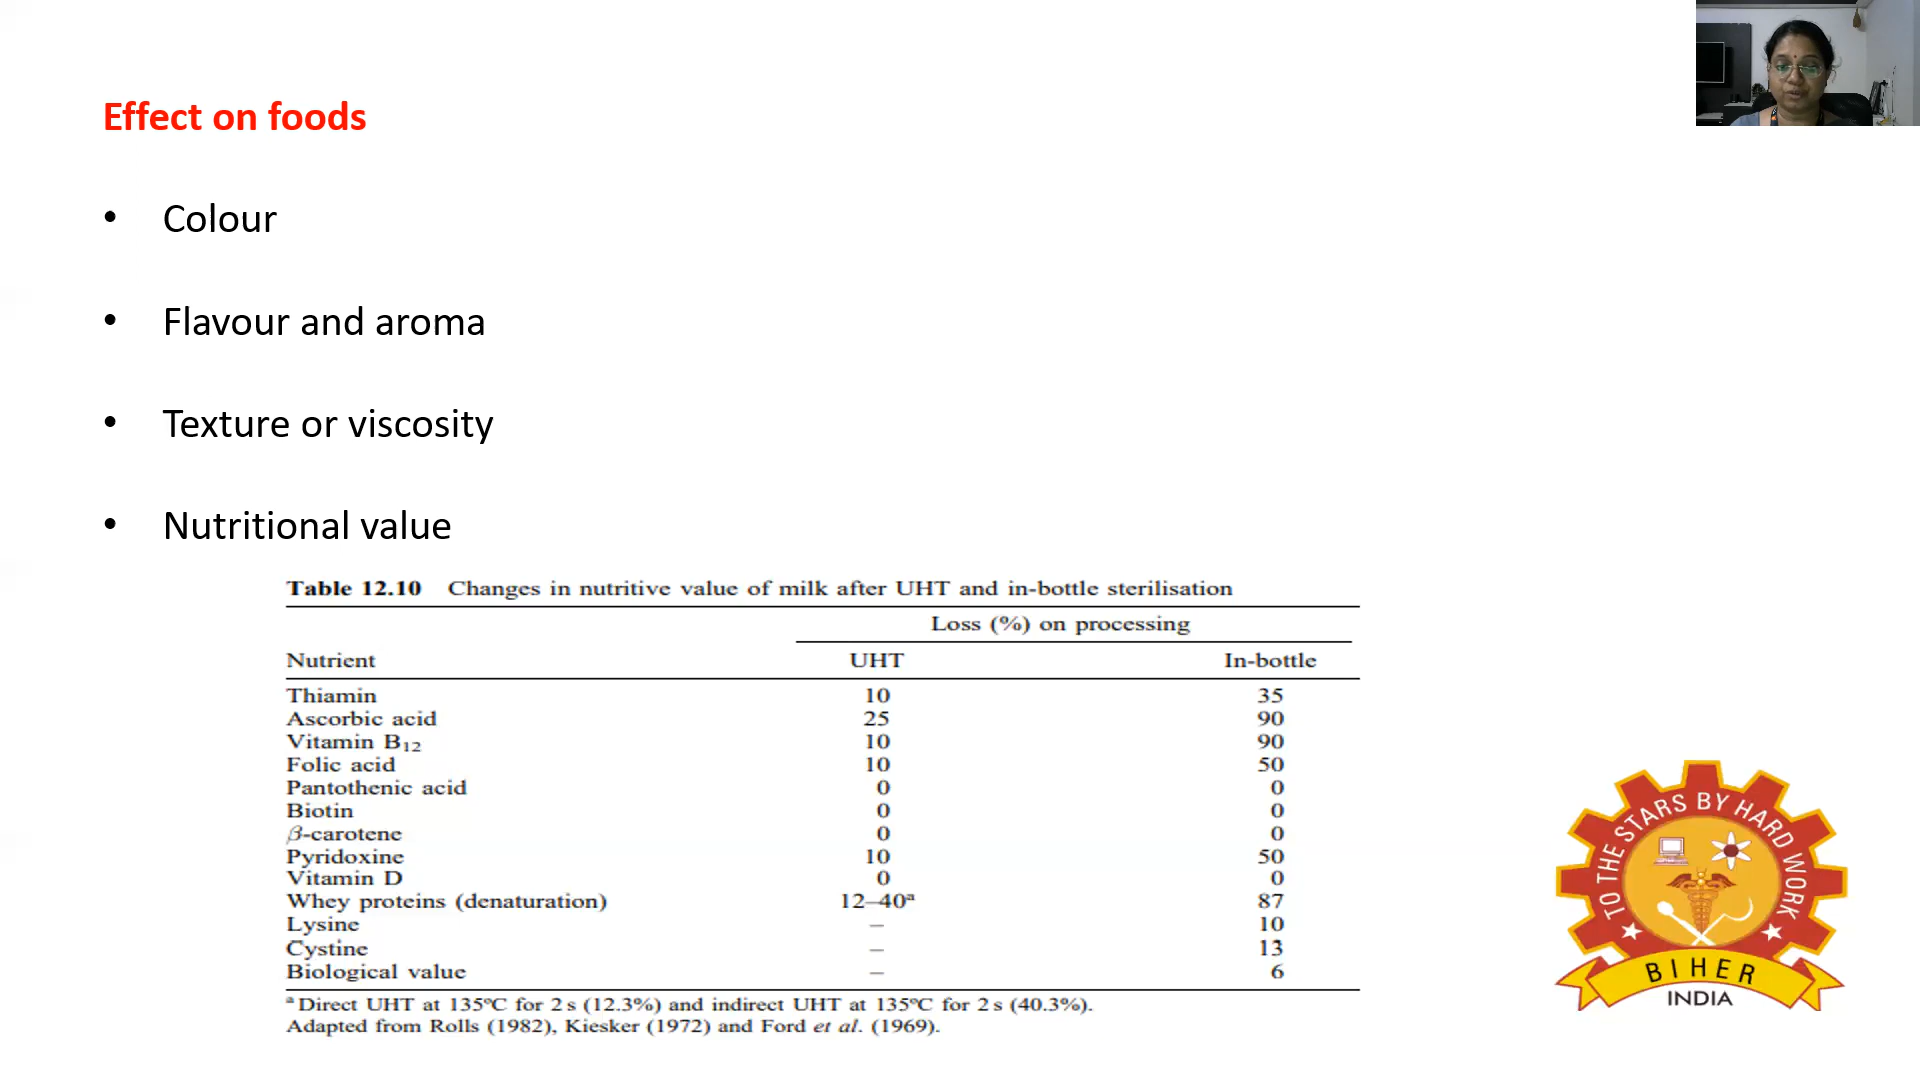 Effect on foods
• Colour
• Flavour and aroma
• Texture or viscosity
• Nutritional value
Table 12.10 Changes in nutritive value of milk after UHT and in-bottle sterilisation
Loss (%) on processing
Nutrient UHT In-bottle
Thiamin 10 35
Ascorbic acid 25 90
Vitamin B₁₂ 10 90
Folic acid 10 50
Pantothenic acid 0 0
Biotin 0 0
β-carotene 0 0
Pyridoxine 10 50
Vitamin D 0 0
Whey proteins (denaturation) 12–40ᵃ 87
Lysine – 10
Cystine – 13
Biological value – 6
ᵃ Direct UHT at 135ºC for 2 s (12.3%) and indirect UHT at 135ºC for 2 s (40.3%).
Adapted from Rolls (1982), Kiesker (1972) and Ford et al. (1969).
TO THE STARS BY HARD WORK
BIHER
INDIA